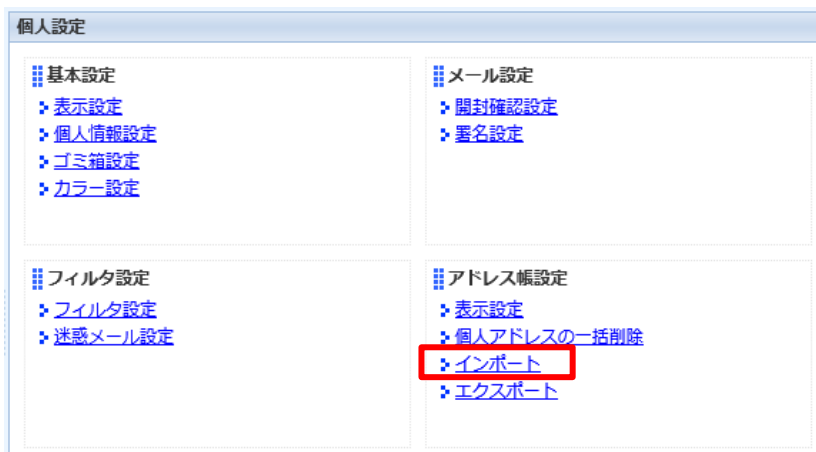 個人設定
基本設定
表示設定
個人情報設定
ゴミ箱設定
カラー設定
メール設定
開封確認設定
署名設定
フィルタ設定
フィルタ設定
迷惑メール設定
アドレス帳設定
表示設定
個人アドレスの一括削除
インポート
エクスポート